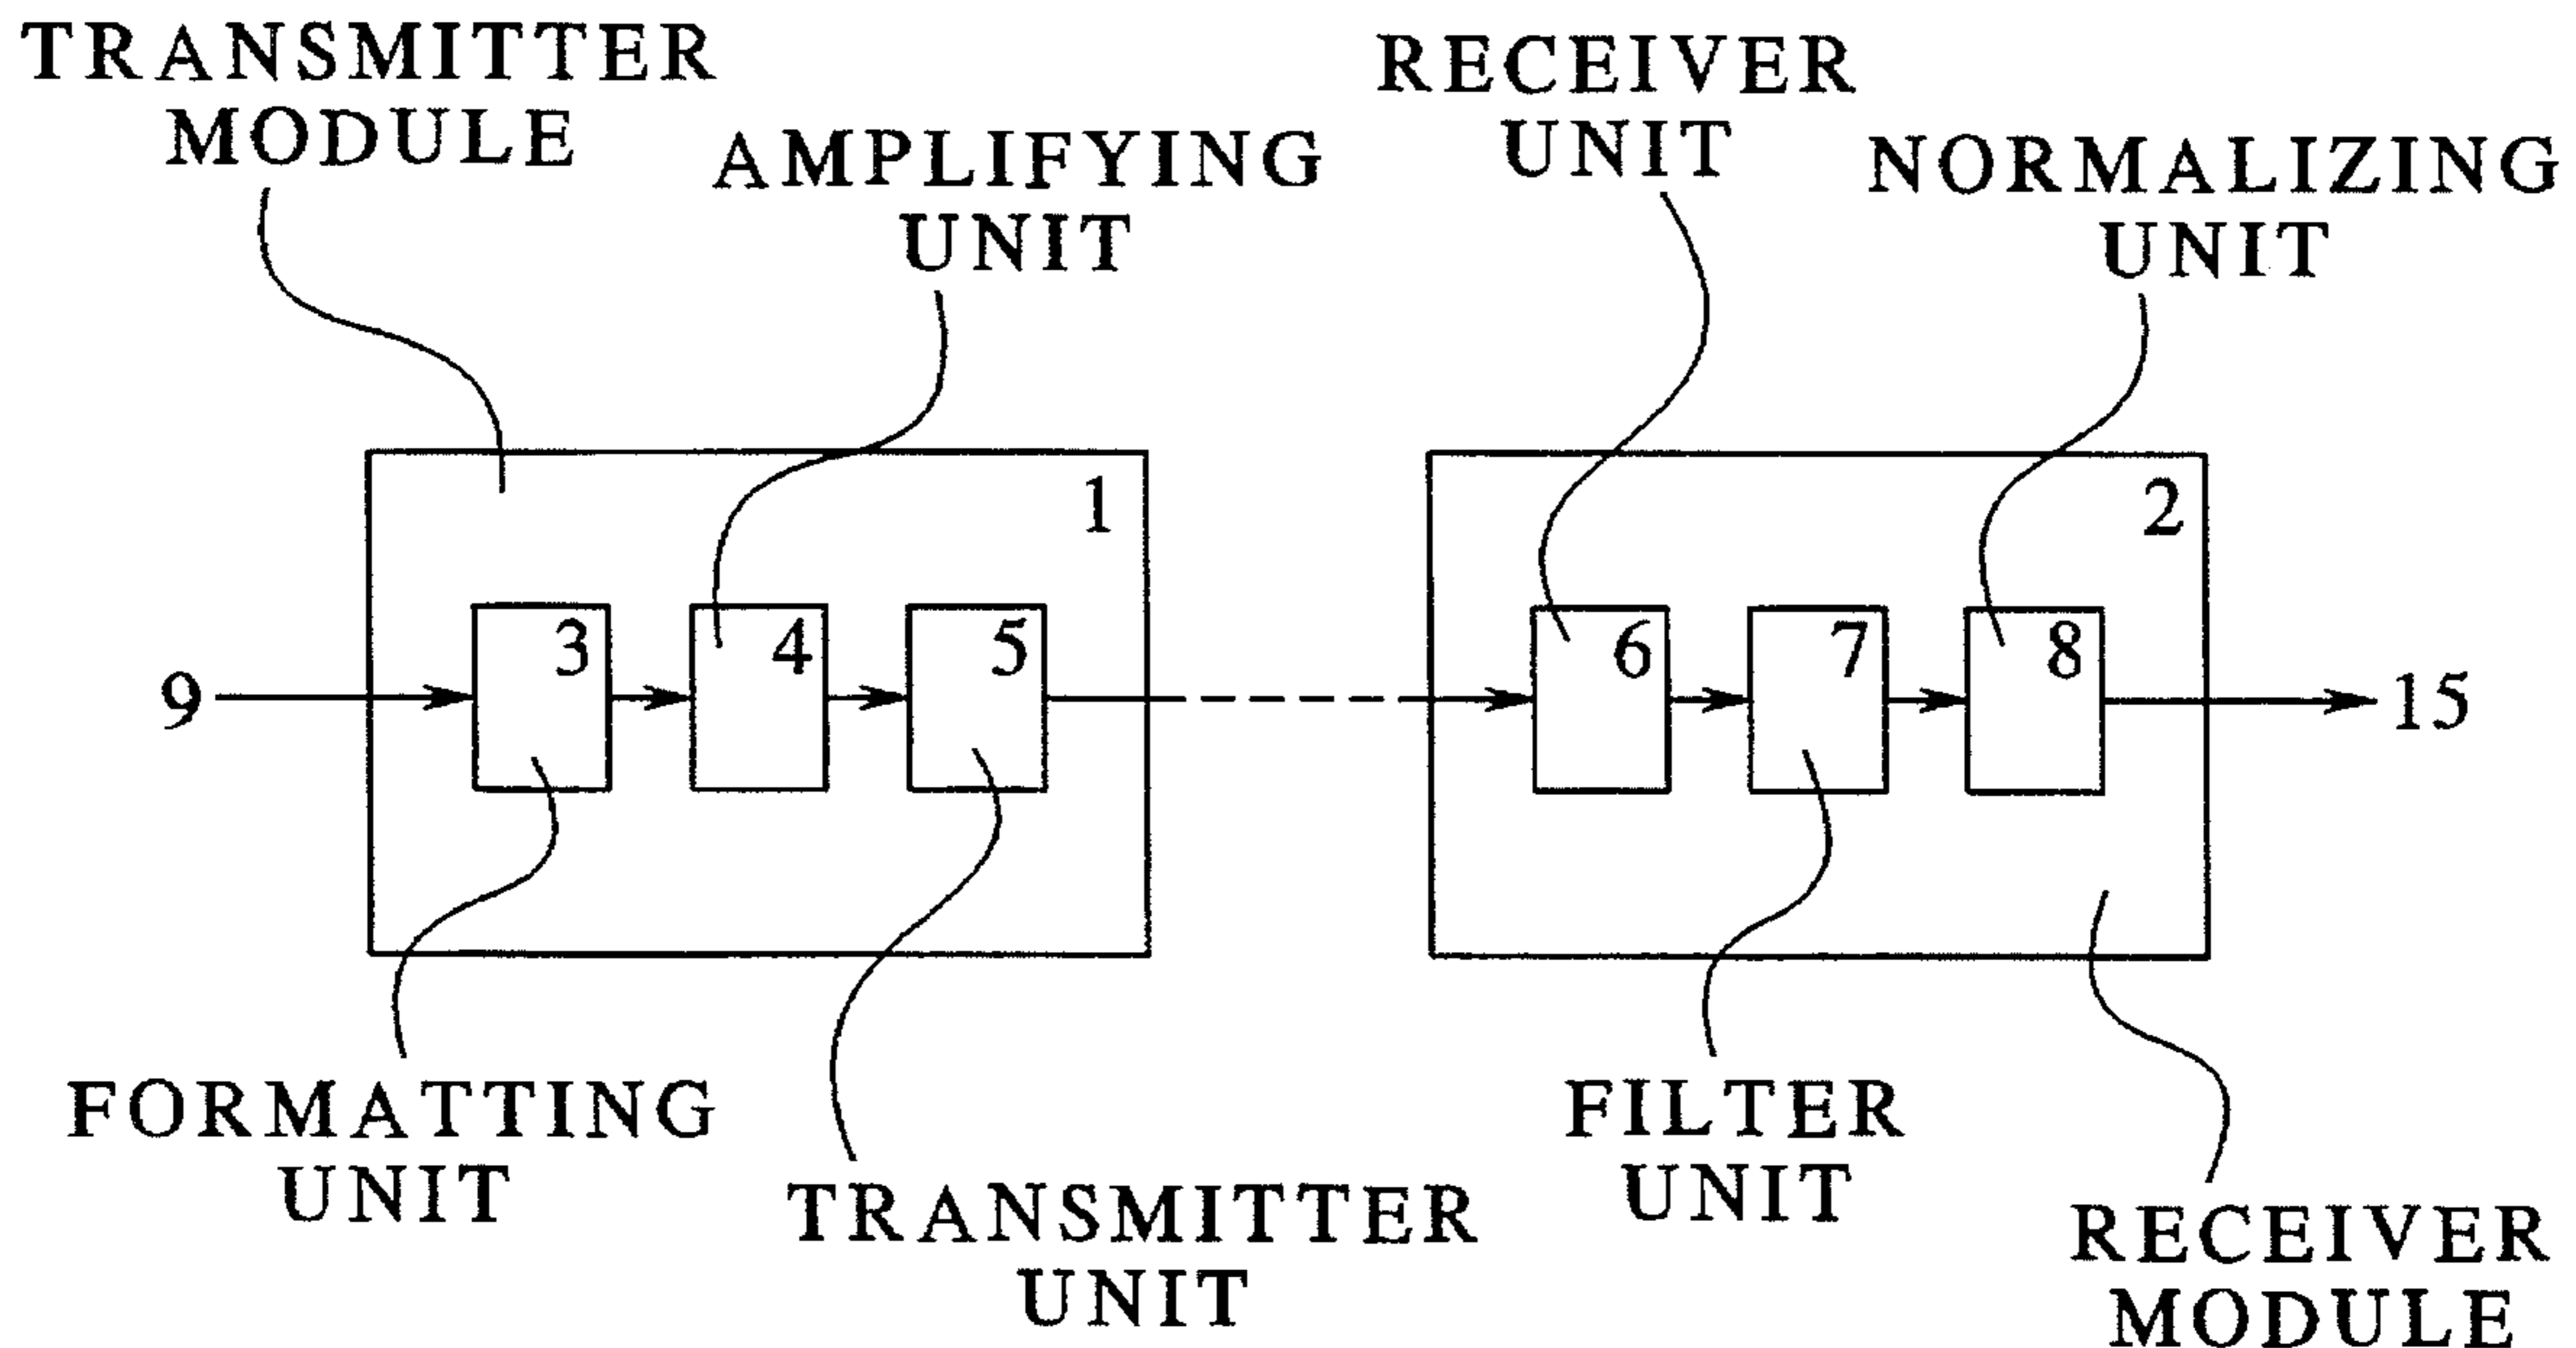 TRANSMITTER
MODULE
AMPLIFYING
UNIT
RECEIVER
UNIT
NORMALIZING
UNIT
1
2
3
4
5
6
7
8
9
15
FORMATTING
UNIT
TRANSMITTER
UNIT
FILTER
UNIT
RECEIVER
MODULE